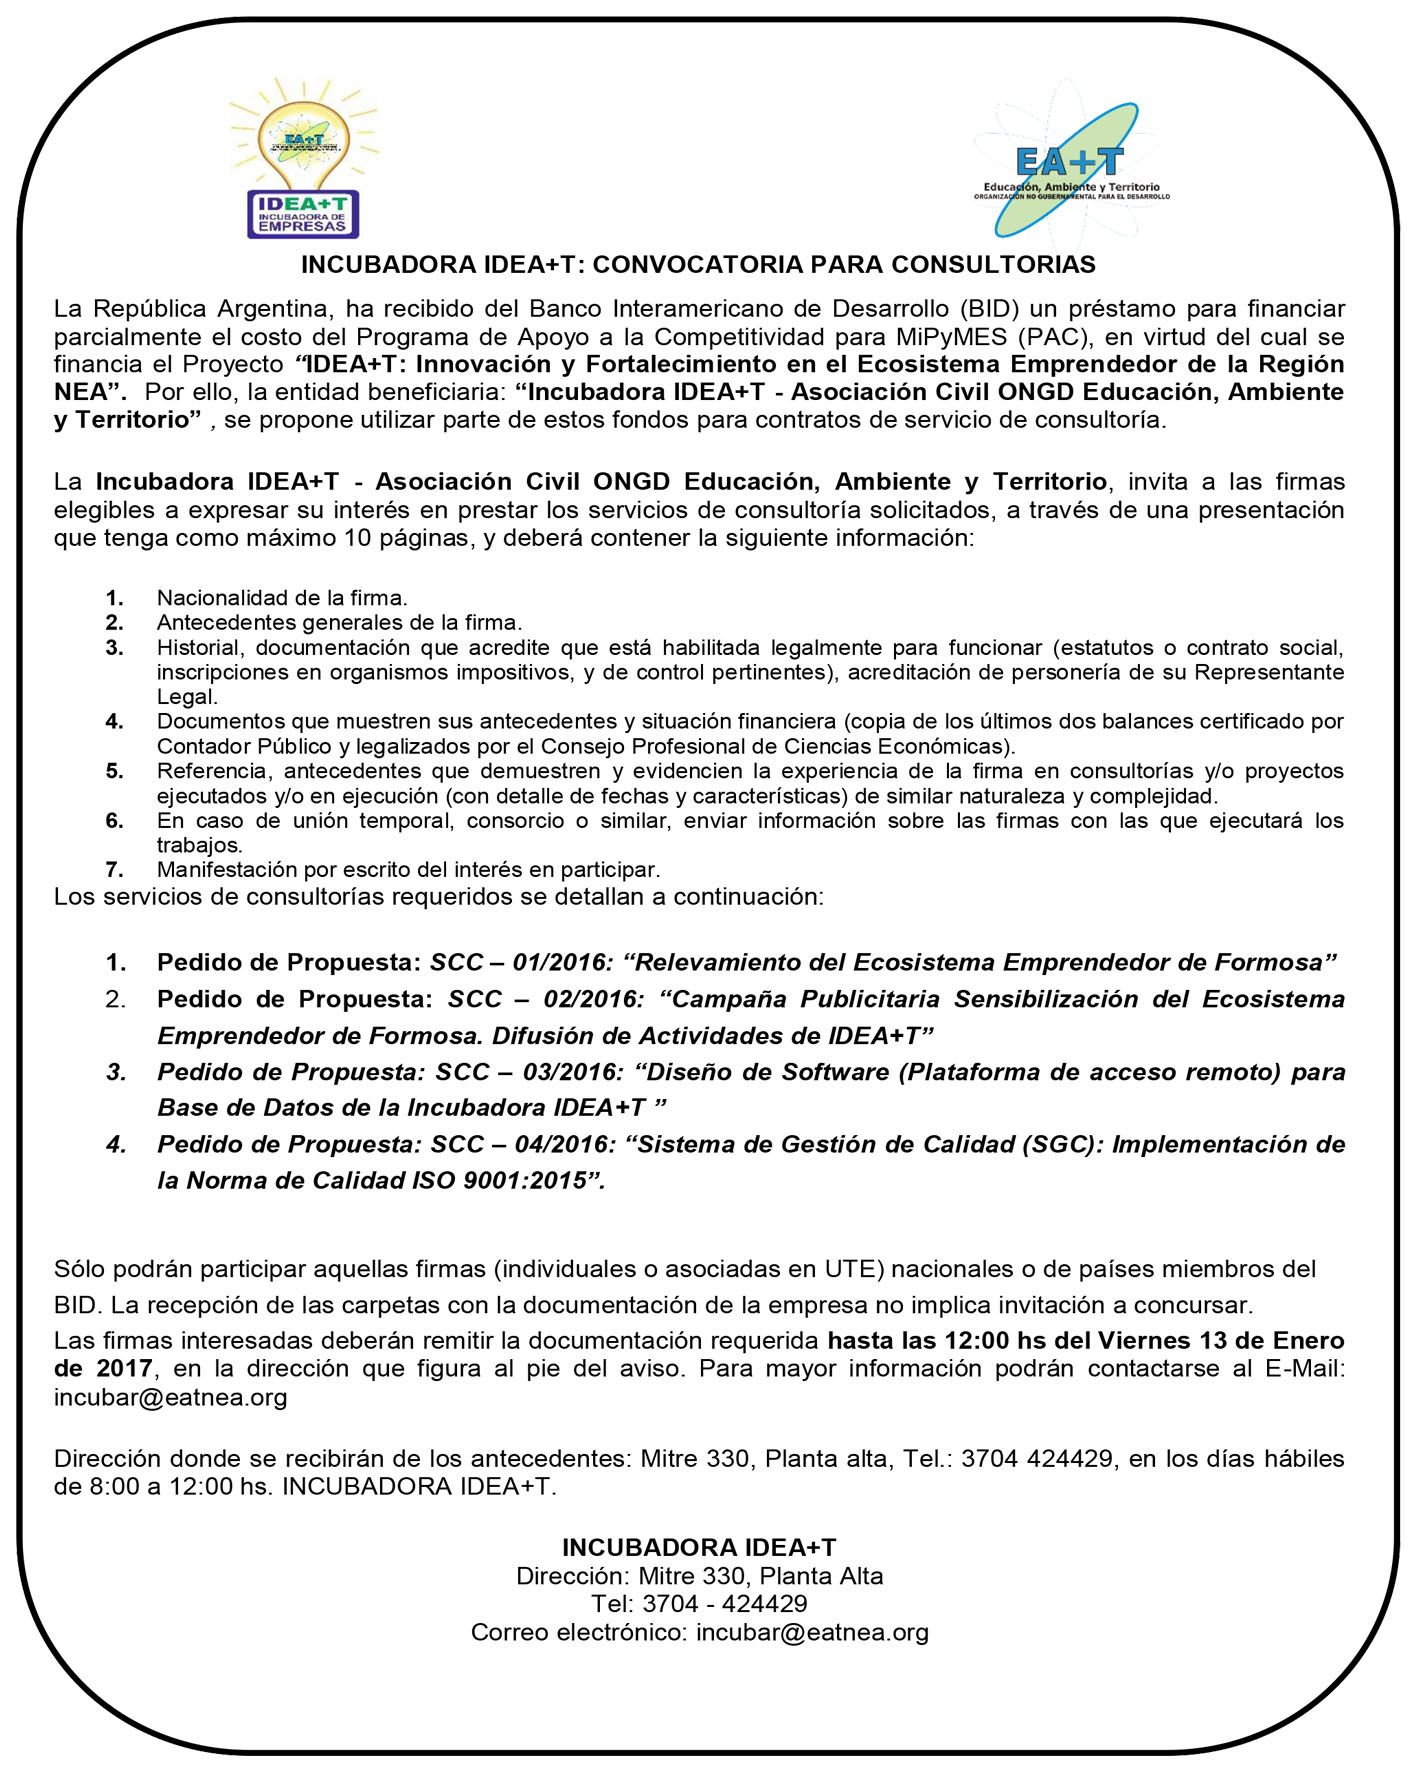 EA+T
IDEA+T
INCUBADORA DE
EMPRESAS
EA+T
Educación, Ambiente y Territorio
ORGANIZACIÓN NO GUBERNAMENTAL PARA EL DESARROLLO
INCUBADORA IDEA+T: CONVOCATORIA PARA CONSULTORIAS
La República Argentina, ha recibido del Banco Interamericano de Desarrollo (BID) un préstamo para financiar
parcialmente el costo del Programa de Apoyo a la Competitividad para MiPyMES (PAC), en virtud del cual se
financia el Proyecto “IDEA+T: Innovación y Fortalecimiento en el Ecosistema Emprendedor de la Región
NEA”. Por ello, la entidad beneficiaria: “Incubadora IDEA+T - Asociación Civil ONGD Educación, Ambiente
y Territorio” , se propone utilizar parte de estos fondos para contratos de servicio de consultoría.
La Incubadora IDEA+T - Asociación Civil ONGD Educación, Ambiente y Territorio, invita a las firmas
elegibles a expresar su interés en prestar los servicios de consultoría solicitados, a través de una presentación
que tenga como máximo 10 páginas, y deberá contener la siguiente información:
1. Nacionalidad de la firma.
2. Antecedentes generales de la firma.
3. Historial, documentación que acredite que está habilitada legalmente para funcionar (estatutos o contrato social,
inscripciones en organismos impositivos, y de control pertinentes), acreditación de personería de su Representante
Legal.
4. Documentos que muestren sus antecedentes y situación financiera (copia de los últimos dos balances certificado por
Contador Público y legalizados por el Consejo Profesional de Ciencias Económicas).
5. Referencia, antecedentes que demuestren y evidencien la experiencia de la firma en consultorías y/o proyectos
ejecutados y/o en ejecución (con detalle de fechas y características) de similar naturaleza y complejidad.
6. En caso de unión temporal, consorcio o similar, enviar información sobre las firmas con las que ejecutará los
trabajos.
7. Manifestación por escrito del interés en participar.
Los servicios de consultorías requeridos se detallan a continuación:
1. Pedido de Propuesta: SCC – 01/2016: “Relevamiento del Ecosistema Emprendedor de Formosa”
2. Pedido de Propuesta: SCC – 02/2016: “Campaña Publicitaria Sensibilización del Ecosistema
Emprendedor de Formosa. Difusión de Actividades de IDEA+T”
3. Pedido de Propuesta: SCC – 03/2016: “Diseño de Software (Plataforma de acceso remoto) para
Base de Datos de la Incubadora IDEA+T ”
4. Pedido de Propuesta: SCC – 04/2016: “Sistema de Gestión de Calidad (SGC): Implementación de
la Norma de Calidad ISO 9001:2015”.
Sólo podrán participar aquellas firmas (individuales o asociadas en UTE) nacionales o de países miembros del
BID. La recepción de las carpetas con la documentación de la empresa no implica invitación a concursar.
Las firmas interesadas deberán remitir la documentación requerida hasta las 12:00 hs del Viernes 13 de Enero
de 2017, en la dirección que figura al pie del aviso. Para mayor información podrán contactarse al E-Mail:
incubar@eatnea.org
Dirección donde se recibirán de los antecedentes: Mitre 330, Planta alta, Tel.: 3704 424429, en los días hábiles
de 8:00 a 12:00 hs. INCUBADORA IDEA+T.
INCUBADORA IDEA+T
Dirección: Mitre 330, Planta Alta
Tel: 3704 - 424429
Correo electrónico: incubar@eatnea.org